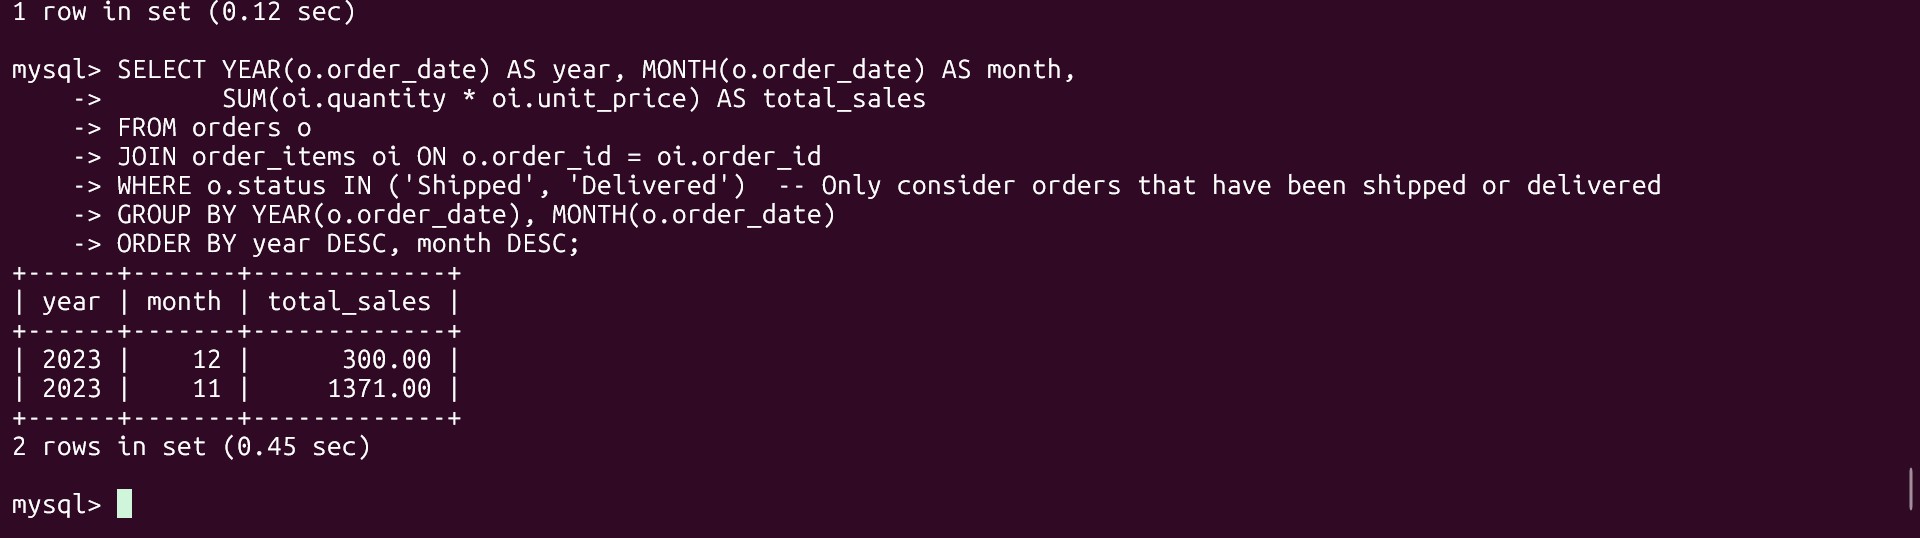 1 row in set (0.12 sec)
mysql> SELECT YEAR(o.order_date) AS year, MONTH(o.order_date) AS month,
    ->        SUM(oi.quantity * oi.unit_price) AS total_sales
    -> FROM orders o
    -> JOIN order_items oi ON o.order_id = oi.order_id
    -> WHERE o.status IN ('Shipped', 'Delivered')  -- Only consider orders that have been shipped or delivered
    -> GROUP BY YEAR(o.order_date), MONTH(o.order_date)
    -> ORDER BY year DESC, month DESC;
+------+-------+-------------+
| year | month | total_sales |
+------+-------+-------------+
| 2023 |    12 |      300.00 |
| 2023 |    11 |     1371.00 |
+------+-------+-------------+
2 rows in set (0.45 sec)
mysql>